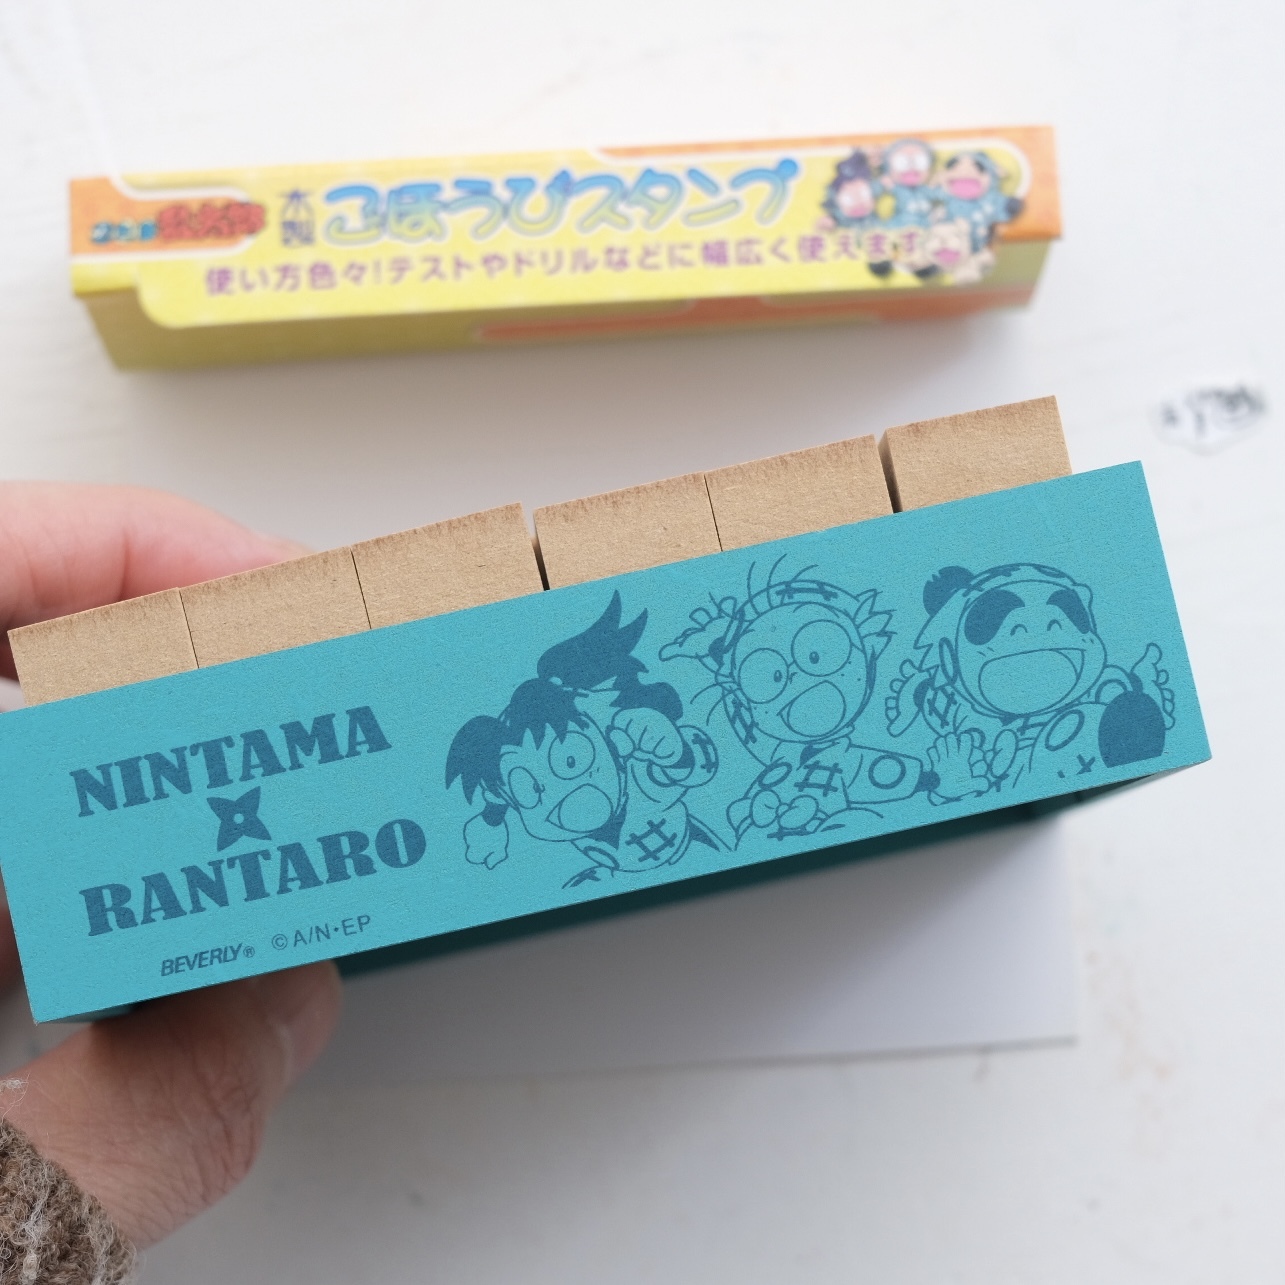 忍たま乱太郎 木製 ごほうびスタンプ
使い方色々!テストやドリルなどに幅広く使えます
NINTAMA
RANTARO
BEVERLY® ©A/N・EP